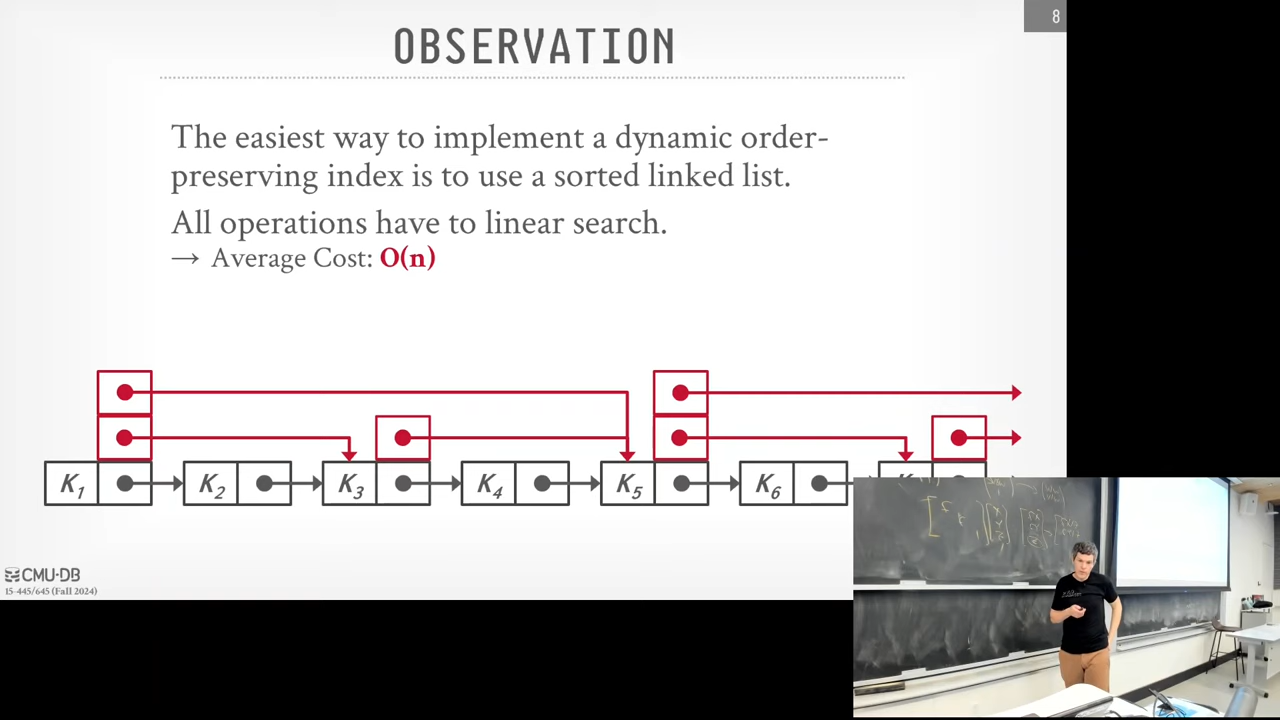 8
OBSERVATION
The easiest way to implement a dynamic order-
preserving index is to use a sorted linked list.
All operations have to linear search.
→ Average Cost: O(n)
K1 K2 K3 K4 K5 K6
CMU·DB
15-445/645 (Fall 2024)